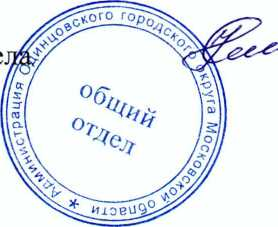 ела
Администрация Одинцовского городского округа Московской области *
общий
отдел